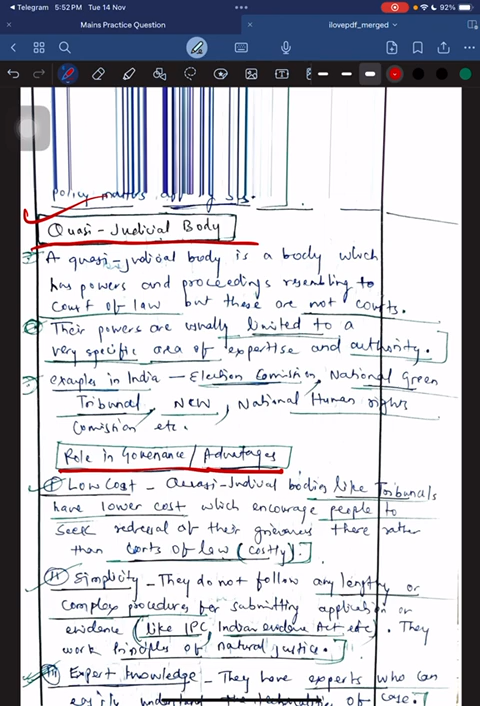 Telegram 5:52 PM Tue 14 Nov 92%
Mains Practice Question
ilovepdf_merged
Quasi-Judicial Body
A quasi-judicial body is a body which
has powers and proceedings resembling to
court of law but these are not courts.
Their powers are usually limited to a
very specific area of expertise and authority.
examples in India – Election Comission, National Green
Tribunal, NCW, National Human rights
Comission etc.
Role in Governance / Advantages
(i) Low Cost – Quasi-Judicial bodies like Tribunals
have lower cost which encourage people to
seek redressal of their grievances there rather
than courts of law (costly).
(ii) Simplicity – They do not follow any lengthy or
complex procedures for submitting application or
evidence (like IPC, Indian evidence Act etc). They
work Principles of natural justice.
(iii) Expert knowledge – They have experts who can
of case.